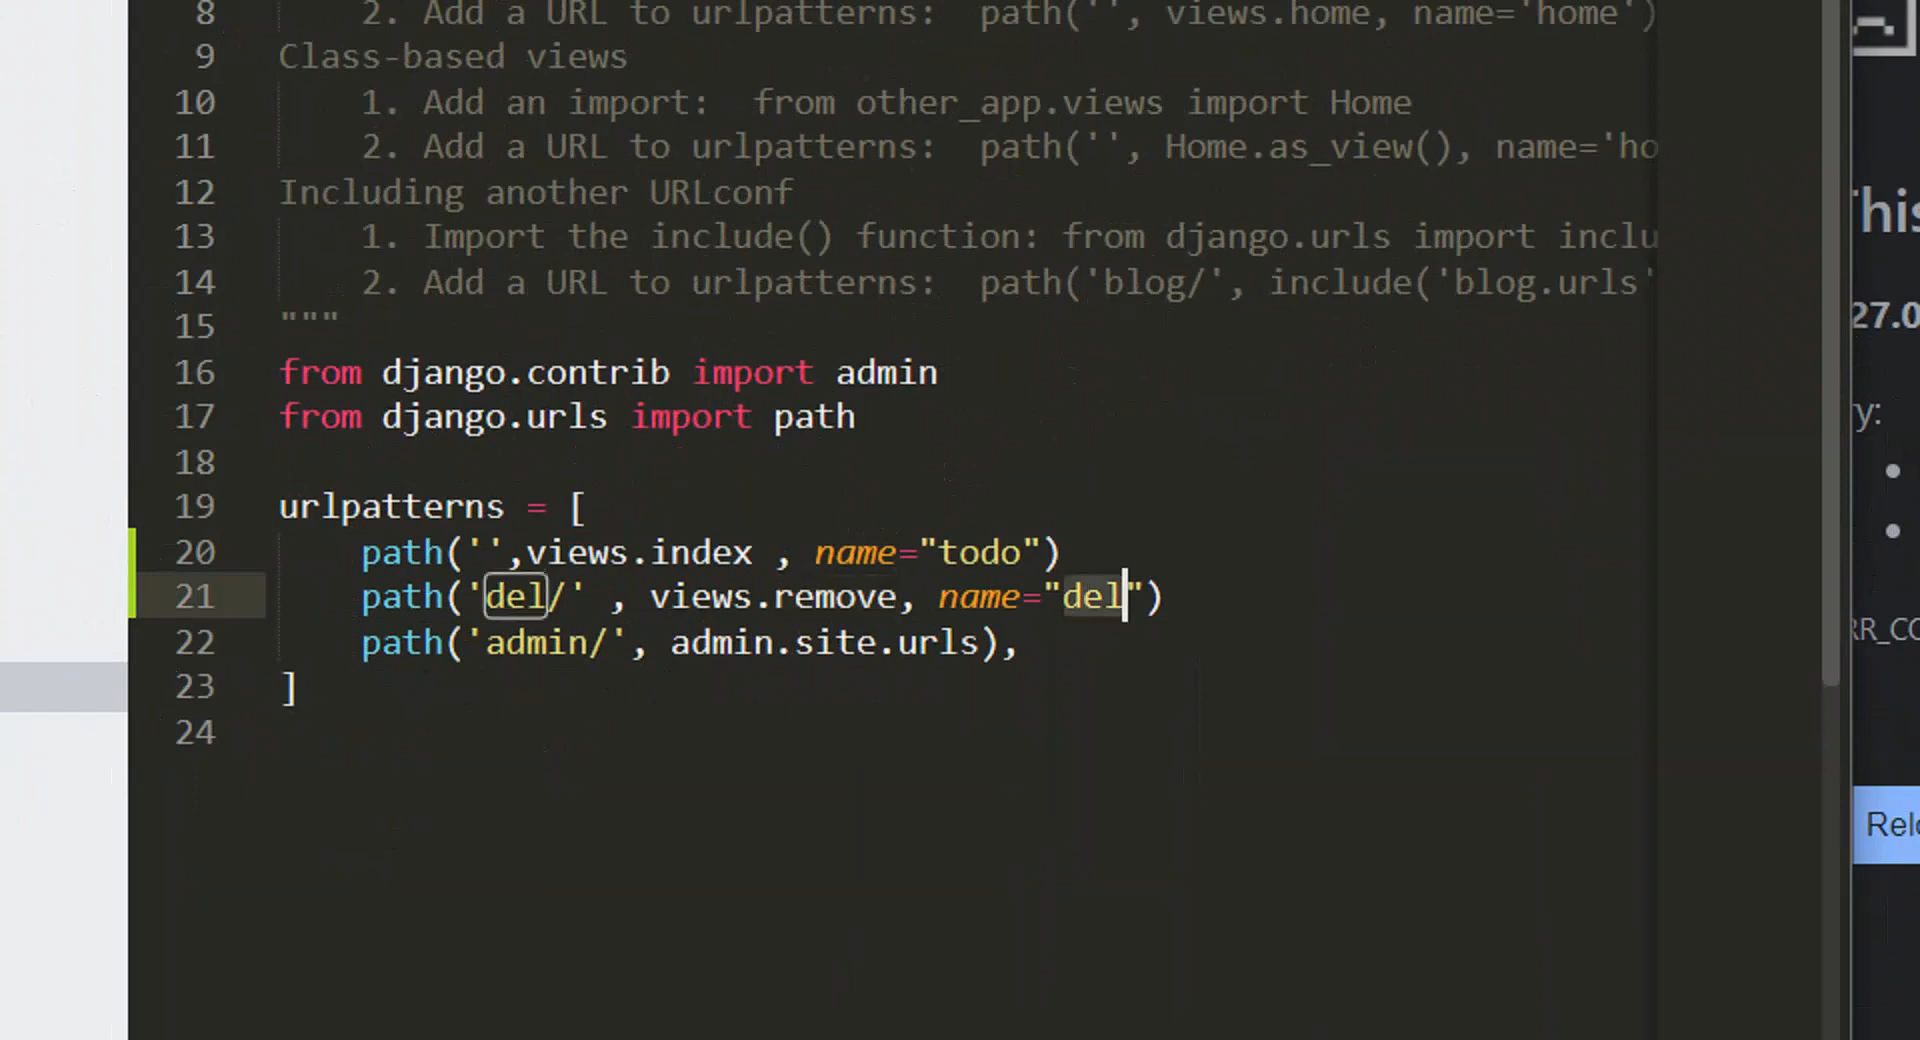 8 2. Add a URL to urlpatterns:  path('', views.home, name='home')
9 Class-based views
10 1. Add an import:  from other_app.views import Home
11 2. Add a URL to urlpatterns:  path('', Home.as_view(), name='ho
12 Including another URLconf
13 1. Import the include() function: from django.urls import inclu
14 2. Add a URL to urlpatterns:  path('blog/', include('blog.urls'
15 """
16 from django.contrib import admin
17 from django.urls import path
18
19 urlpatterns = [
20 path('',views.index , name="todo")
21 path('del/' , views.remove, name="del")
22 path('admin/', admin.site.urls),
23 ]
24
This
27.0
y:
RR_CO
Relo